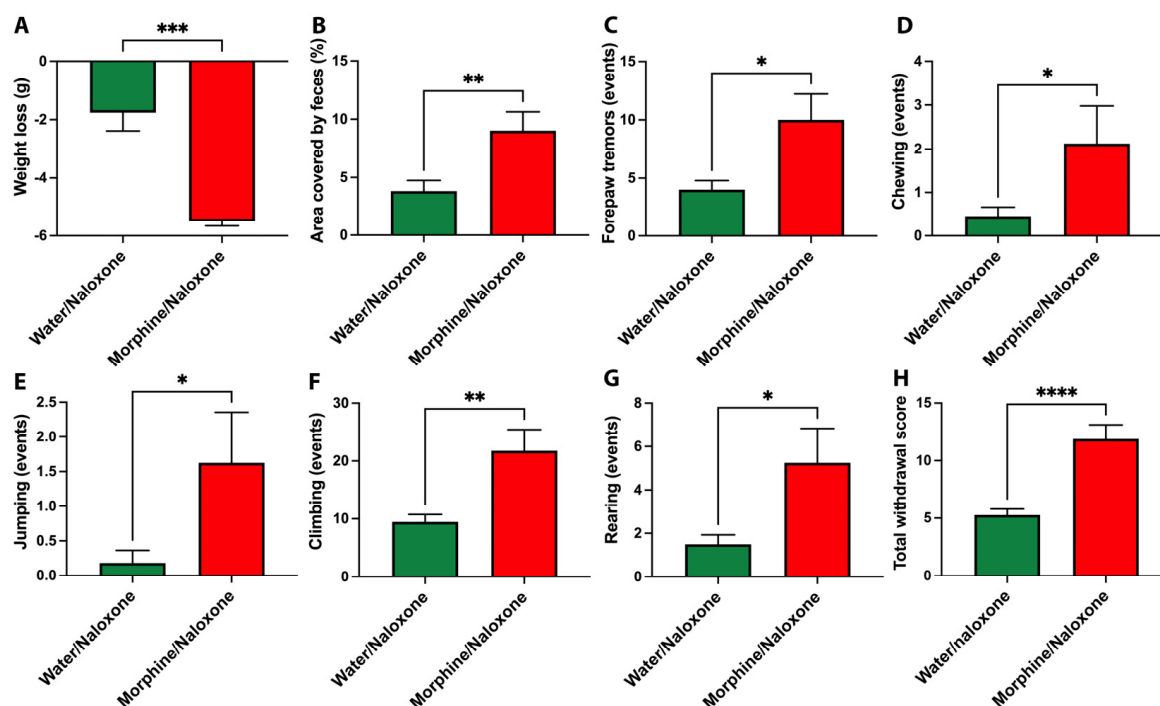 A
Weight loss (g)
0
-2
-4
-6
***
Water/Naloxone
Morphine/Naloxone
B
Area covered by feces (%)
15
10
5
0
**
Water/Naloxone
Morphine/Naloxone
C
Forepaw tremors (events)
15
10
5
0
*
Water/Naloxone
Morphine/Naloxone
D
Chewing (events)
4
3
2
1
0
*
Water/Naloxone
Morphine/Naloxone
E
Jumping (events)
2.5
2.0
1.5
1.0
0.5
0.0
*
Water/Naloxone
Morphine/Naloxone
F
Climbing (events)
30
20
10
0
**
Water/Naloxone
Morphine/Naloxone
G
Rearing (events)
8
6
4
2
0
*
Water/Naloxone
Morphine/Naloxone
H
Total withdrawal score
15
10
5
0
****
Water/naloxone
Morphine/Naloxone